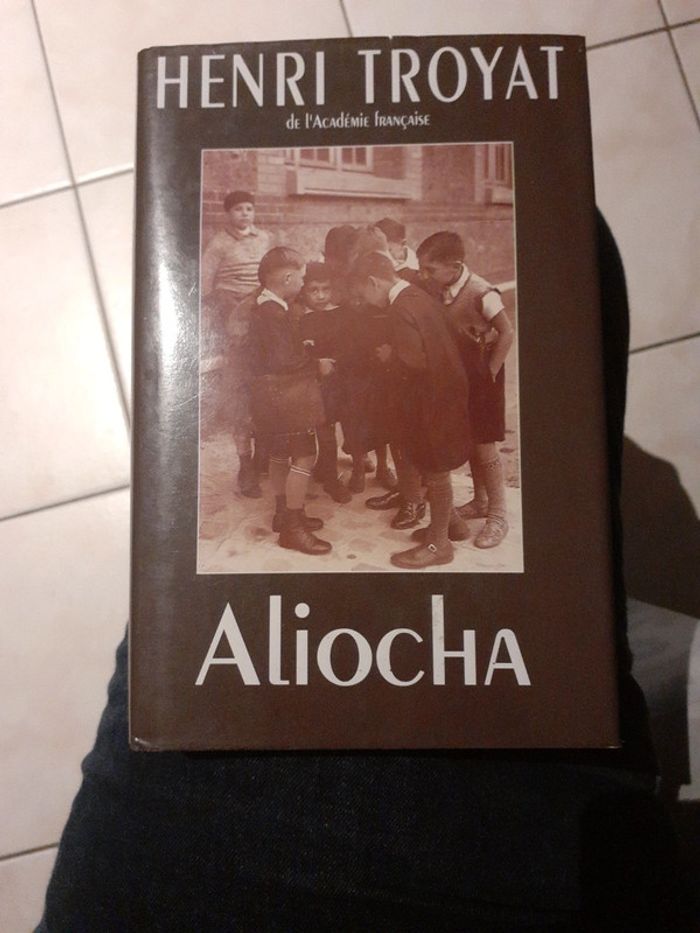 HENRI TROYAT
de l'Académie française
Aliocha